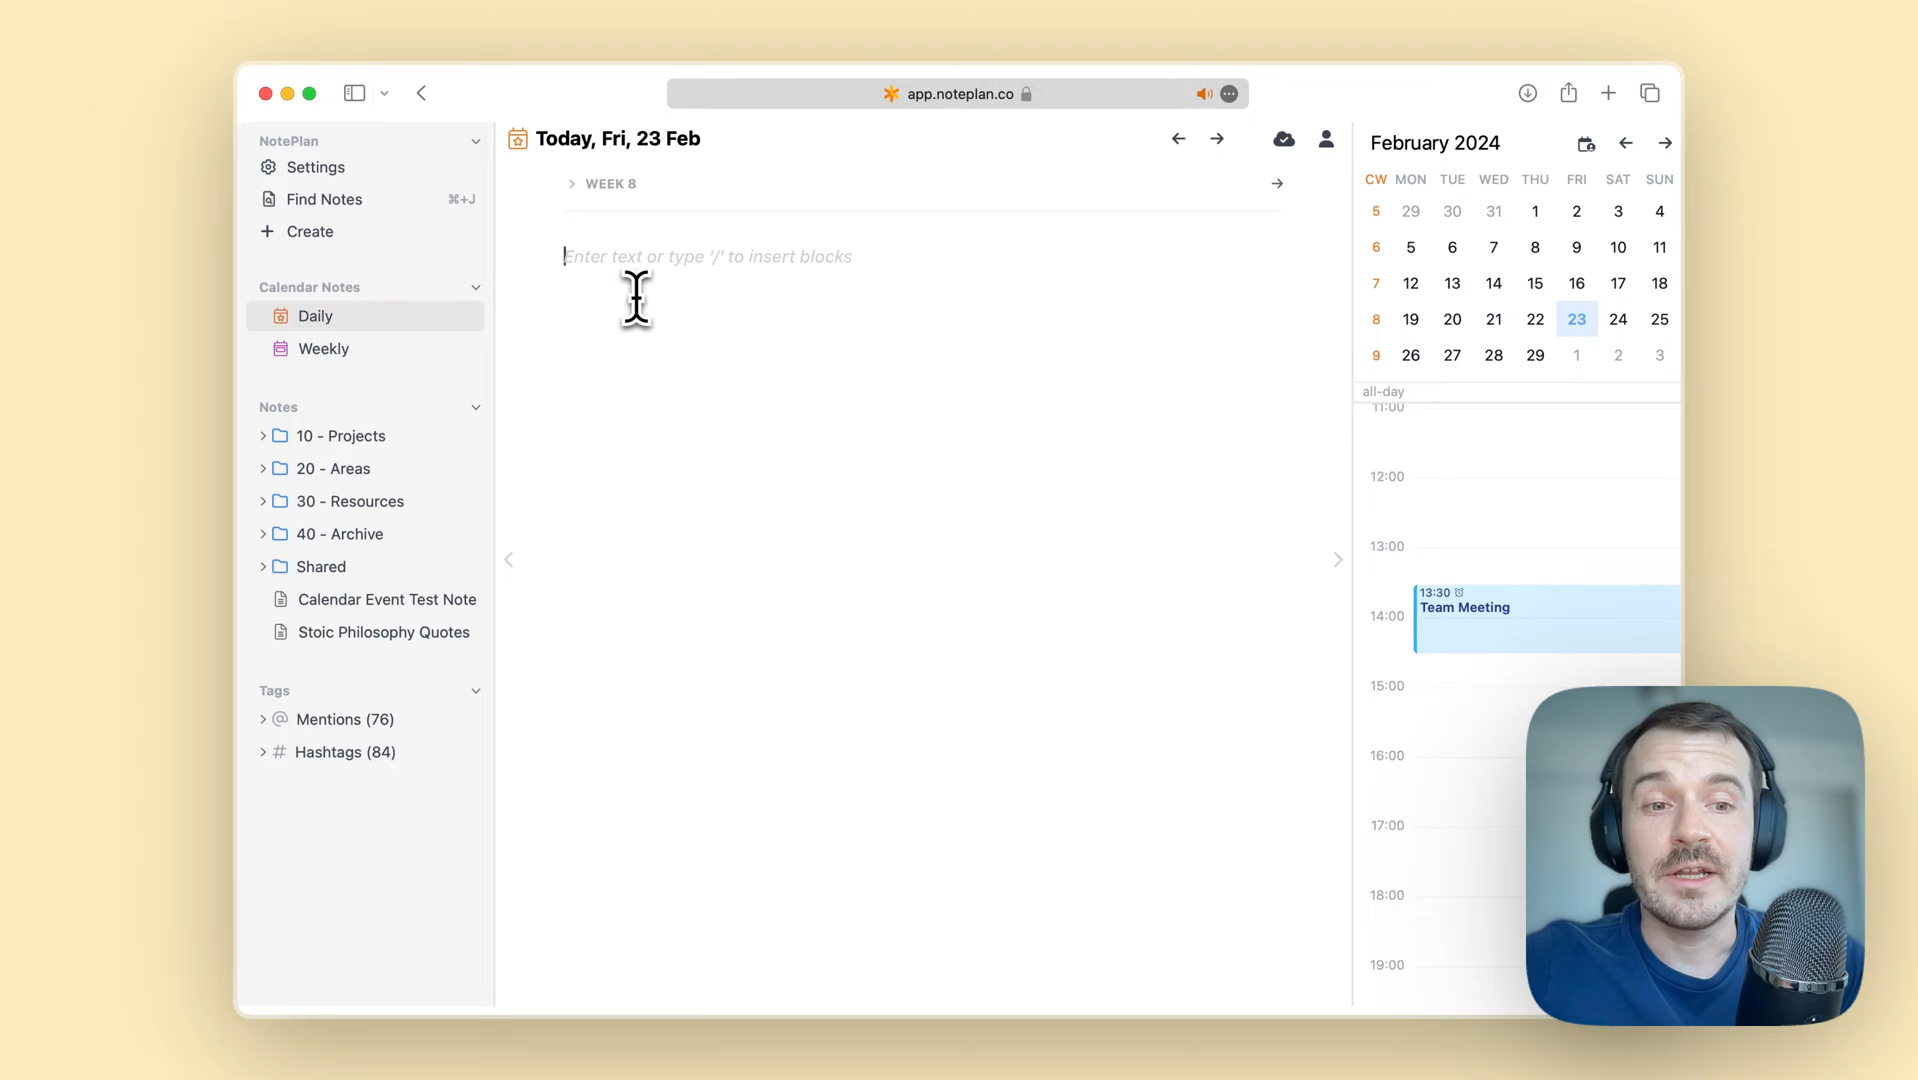 app.noteplan.co
NotePlan
Settings
Find Notes ⌘+J
Create
Calendar Notes
Daily
Weekly
Notes
10 - Projects
20 - Areas
30 - Resources
40 - Archive
Shared
Calendar Event Test Note
Stoic Philosophy Quotes
Tags
@ Mentions (76)
# Hashtags (84)
Today, Fri, 23 Feb
WEEK 8
Enter text or type '/' to insert blocks
February 2024
CW MON TUE WED THU FRI SAT SUN
5 29 30 31 1 2 3 4
6 5 6 7 8 9 10 11
7 12 13 14 15 16 17 18
8 19 20 21 22 23 24 25
9 26 27 28 29 1 2 3
all-day
11:00
12:00
13:00
13:30
Team Meeting
14:00
15:00
16:00
17:00
18:00
19:00